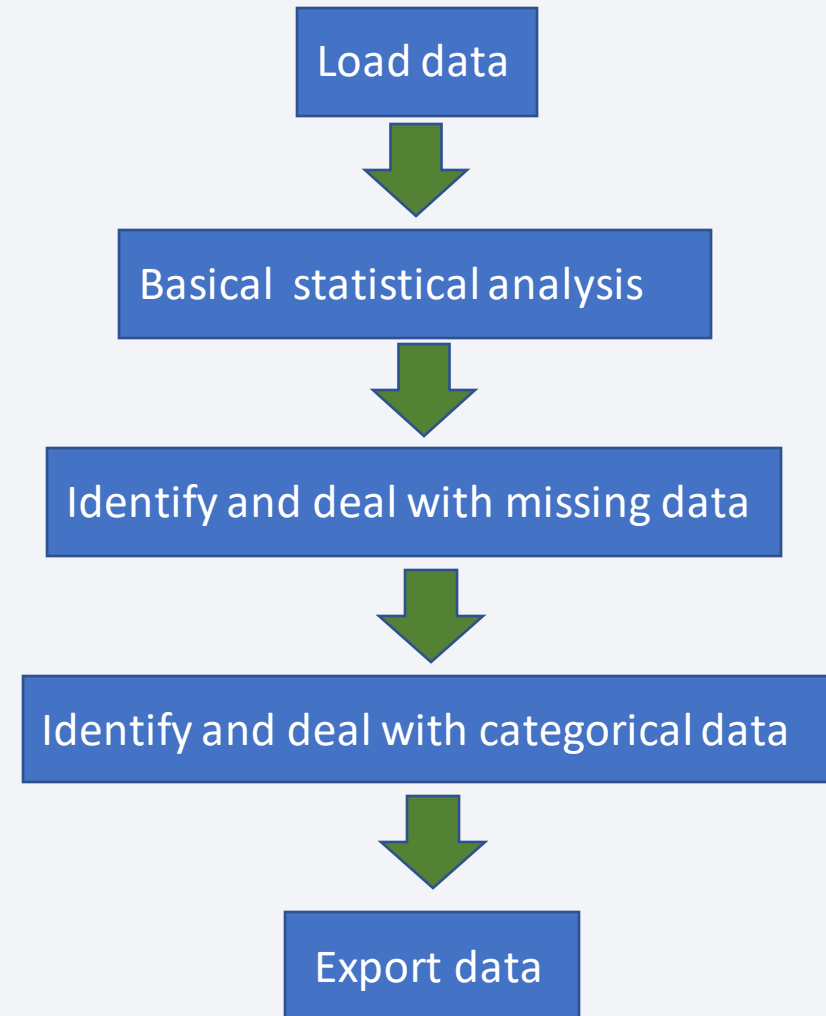 Load data
Basical statistical analysis
Identify and deal with missing data
Identify and deal with categorical data
Export data